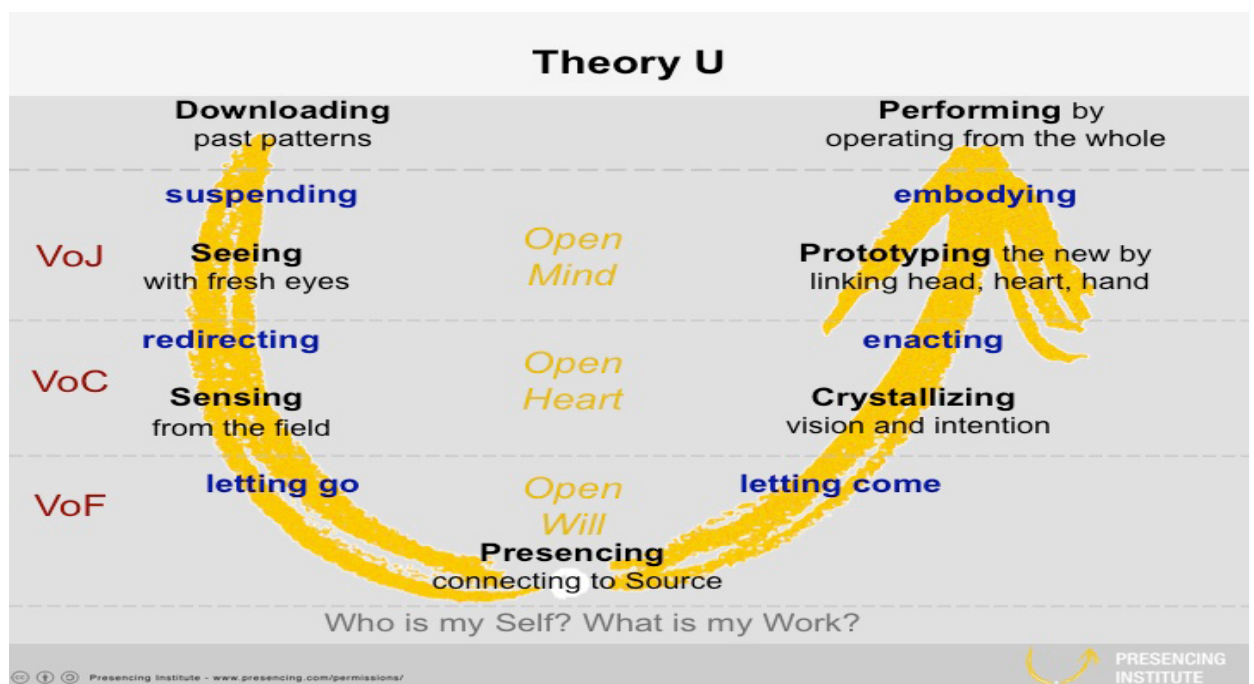 Theory U
Downloading
past patterns
Performing by
operating from the whole
suspending
embodying
VoJ
Seeing
with fresh eyes
Open
Mind
Prototyping the new by
linking head, heart, hand
redirecting
enacting
VoC
Sensing
from the field
Open
Heart
Crystallizing
vision and intention
VoF
letting go
Open
Will
letting come
Presencing
connecting to Source
Who is my Self? What is my Work?
cc Presencing Institute - www.presencing.com/permissions/
PRESENCING
INSTITUTE